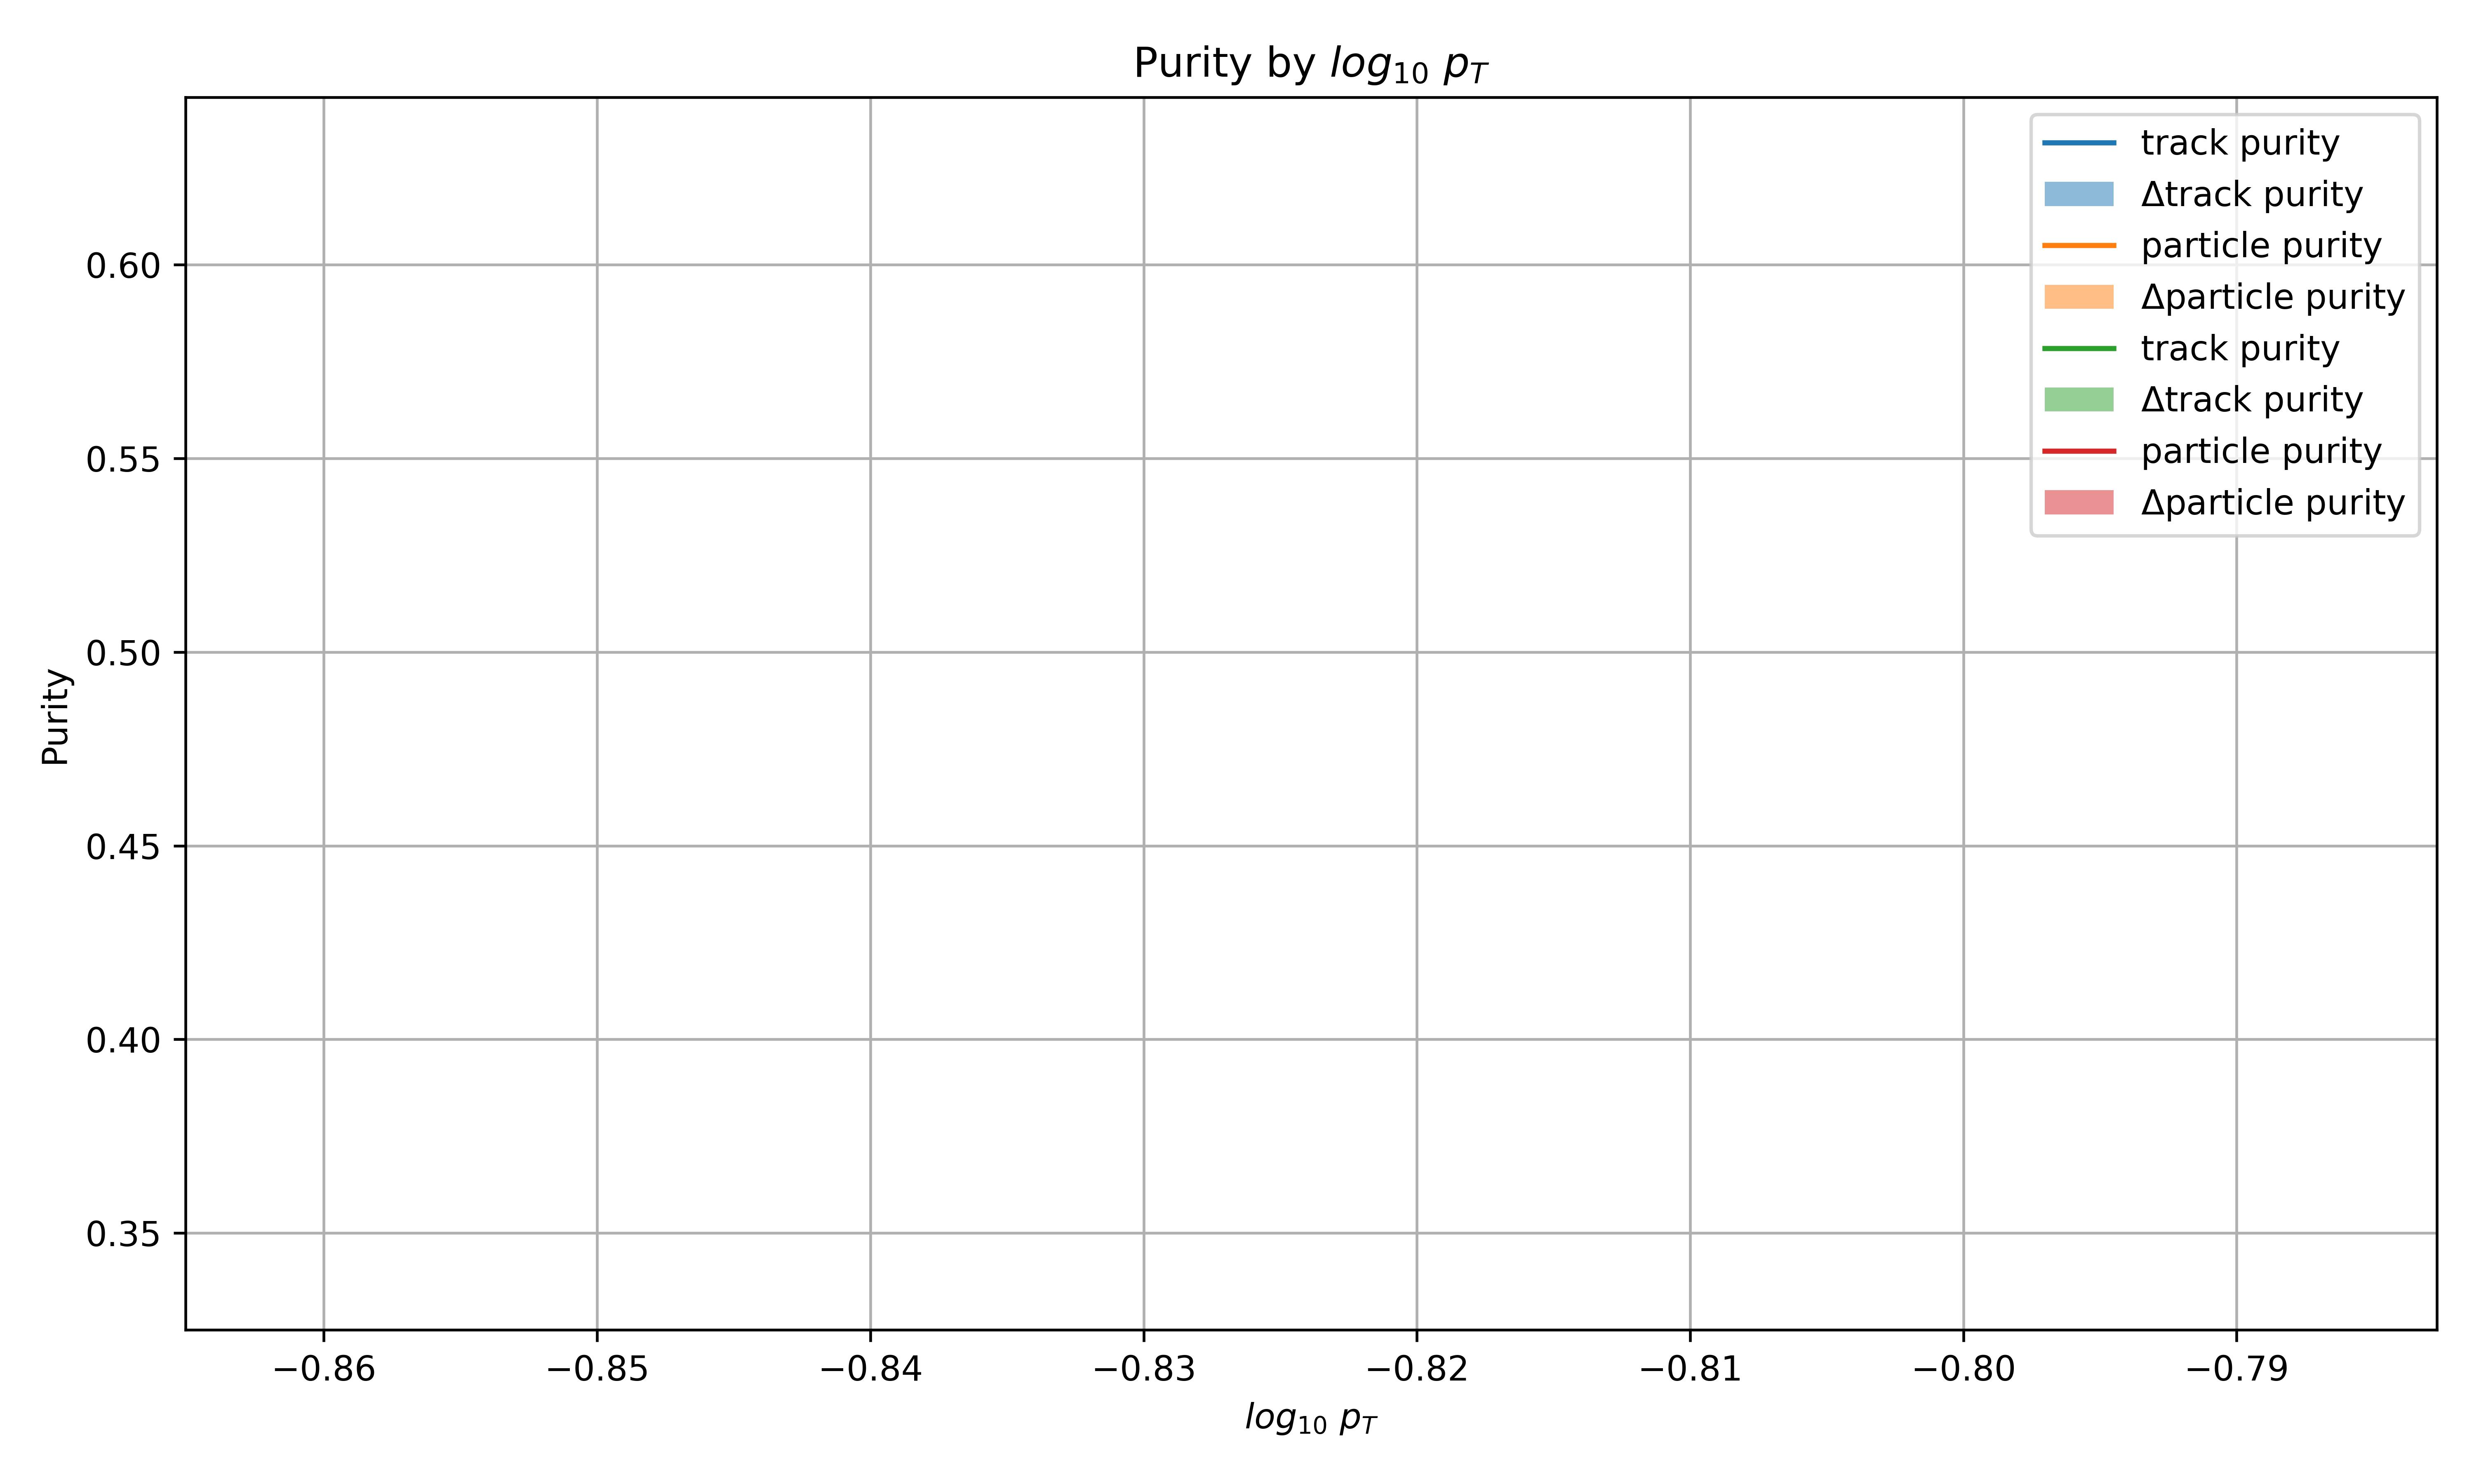 Purity by log₁₀ p_T
track purity
Δtrack purity
particle purity
Δparticle purity
track purity
Δtrack purity
particle purity
Δparticle purity
0.60
0.55
0.50
0.45
0.40
0.35
Purity
−0.86 −0.85 −0.84 −0.83 −0.82 −0.81 −0.80 −0.79
log₁₀ p_T